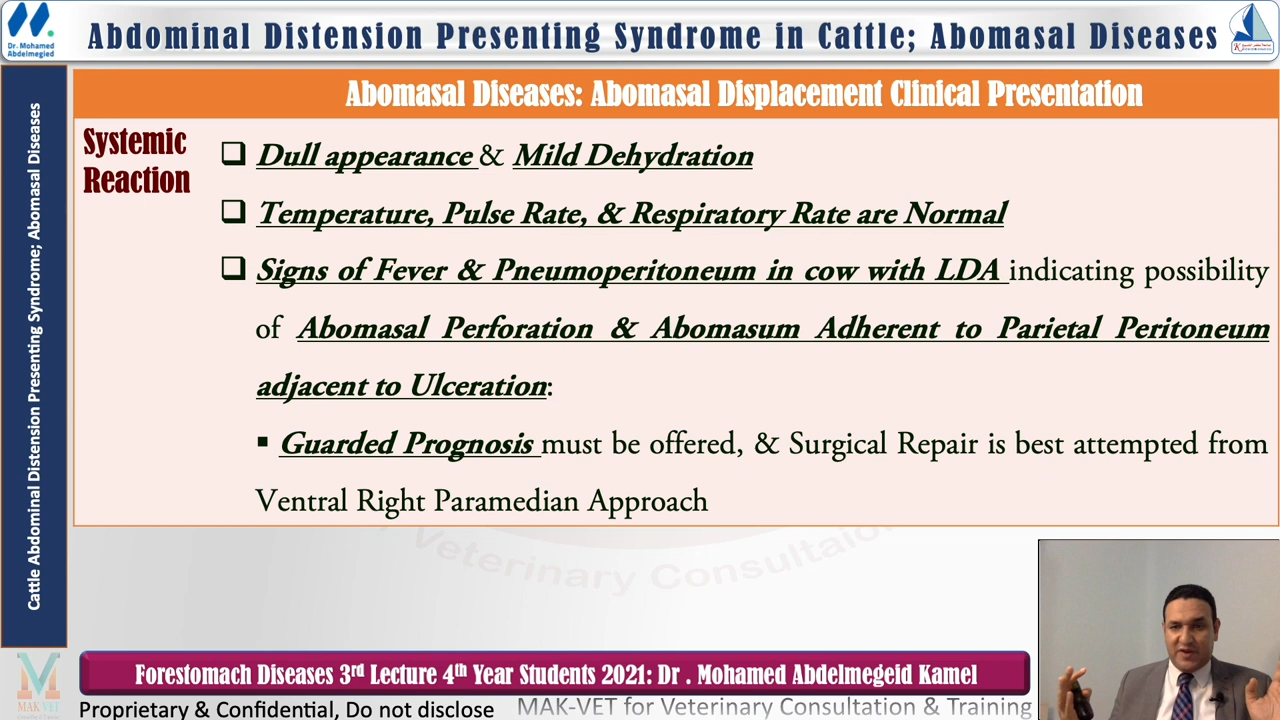 Dr. Mohamed
Abdelmegied
Abdominal Distension Presenting Syndrome in Cattle; Abomasal Diseases
Cattle Abdominal Distension Presenting Syndrome; Abomasal Diseases
Abomasal Diseases: Abomasal Displacement Clinical Presentation
Systemic
Reaction
❑ Dull appearance & Mild Dehydration
❑ Temperature, Pulse Rate, & Respiratory Rate are Normal
❑ Signs of Fever & Pneumoperitoneum in cow with LDA indicating possibility
of Abomasal Perforation & Abomasum Adherent to Parietal Peritoneum
adjacent to Ulceration:
▪ Guarded Prognosis must be offered, & Surgical Repair is best attempted from
Ventral Right Paramedian Approach
Veterinary Consultaion
MAK-VET
Forestomach Diseases 3rd Lecture 4th Year Students 2021: Dr . Mohamed Abdelmegeid Kamel
Proprietary & Confidential, Do not disclose
MAK-VET for Veterinary Consultation & Training